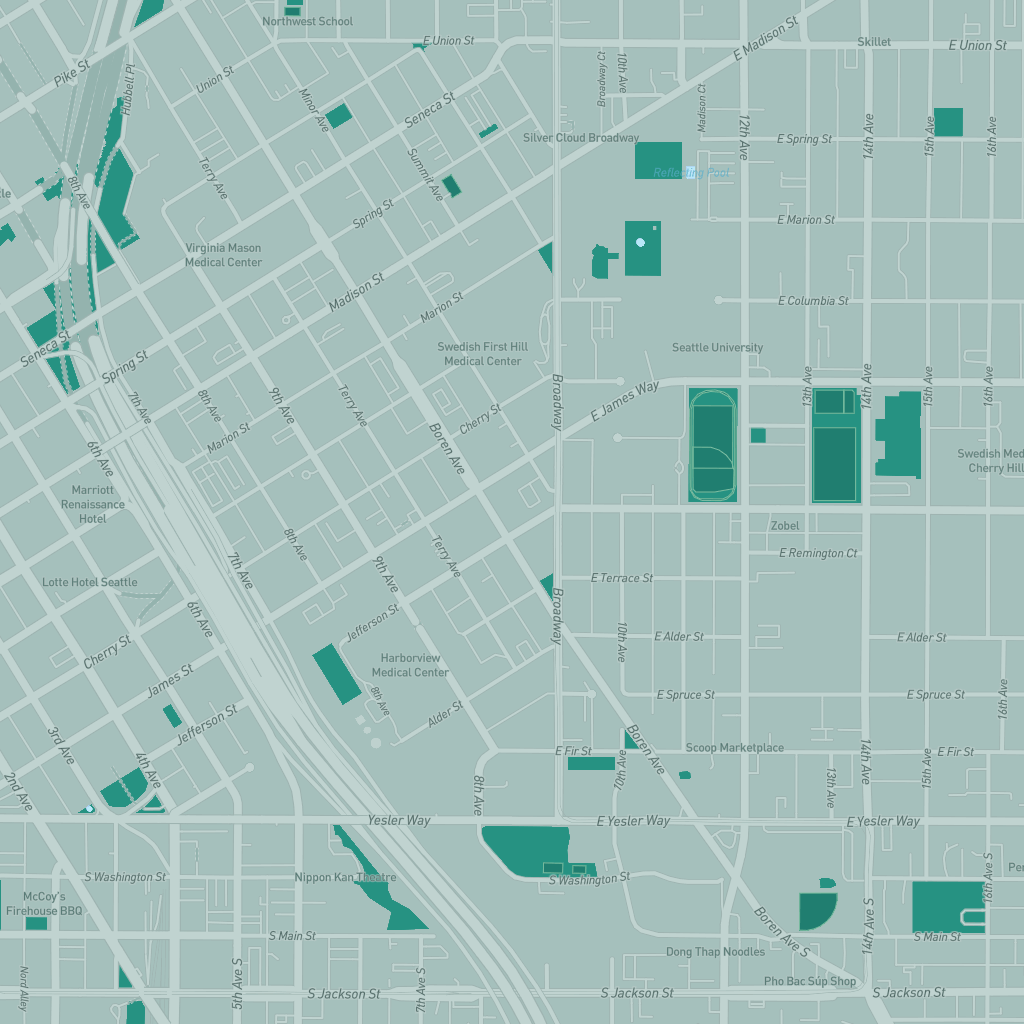 Northwest School
E Union St
Skillet
E Union St
E Madison St
Pike St
Hubbell Pl
Union St
Minor Ave
Seneca St
Broadway Ct
10th Ave
Madison Ct
12th Ave
14th Ave
15th Ave
16th Ave
Silver Cloud Broadway
E Spring St
8th Ave
Terry Ave
Summit Ave
Reflecting Pool
Spring St
E Marion St
Virginia Mason
Medical Center
Madison St
Marion St
E Columbia St
Seneca St
Spring St
Swedish First Hill
Medical Center
Seattle University
7th Ave
8th Ave
9th Ave
Terry Ave
Broadway
E James Way
13th Ave
14th Ave
15th Ave
16th Ave
Cherry St
Marion St
Boren Ave
6th Ave
Swedish Med
Cherry Hill
Marriott
Renaissance
Hotel
Zobel
8th Ave
Terry Ave
E Remington Ct
7th Ave
9th Ave
E Terrace St
Lotte Hotel Seattle
6th Ave
Jefferson St
Broadway
10th Ave
E Alder St
E Alder St
Cherry St
Harborview
Medical Center
James St
8th Ave
E Spruce St
E Spruce St
16th Ave
Jefferson St
Alder St
3rd Ave
4th Ave
E Fir St
Boren Ave
Scoop Marketplace
14th Ave
E Fir St
2nd Ave
8th Ave
10th Ave
13th Ave
15th Ave
Yesler Way
E Yesler Way
E Yesler Way
S Washington St
Nippon Kan Theatre
S Washington St
16th Ave S
McCoy's
Firehouse BBQ
S Main St
Boren Ave S
14th Ave S
S Main St
Dong Thap Noodles
Nord Alley
5th Ave S
7th Ave S
Pho Bac Súp Shop
S Jackson St
S Jackson St
S Jackson St